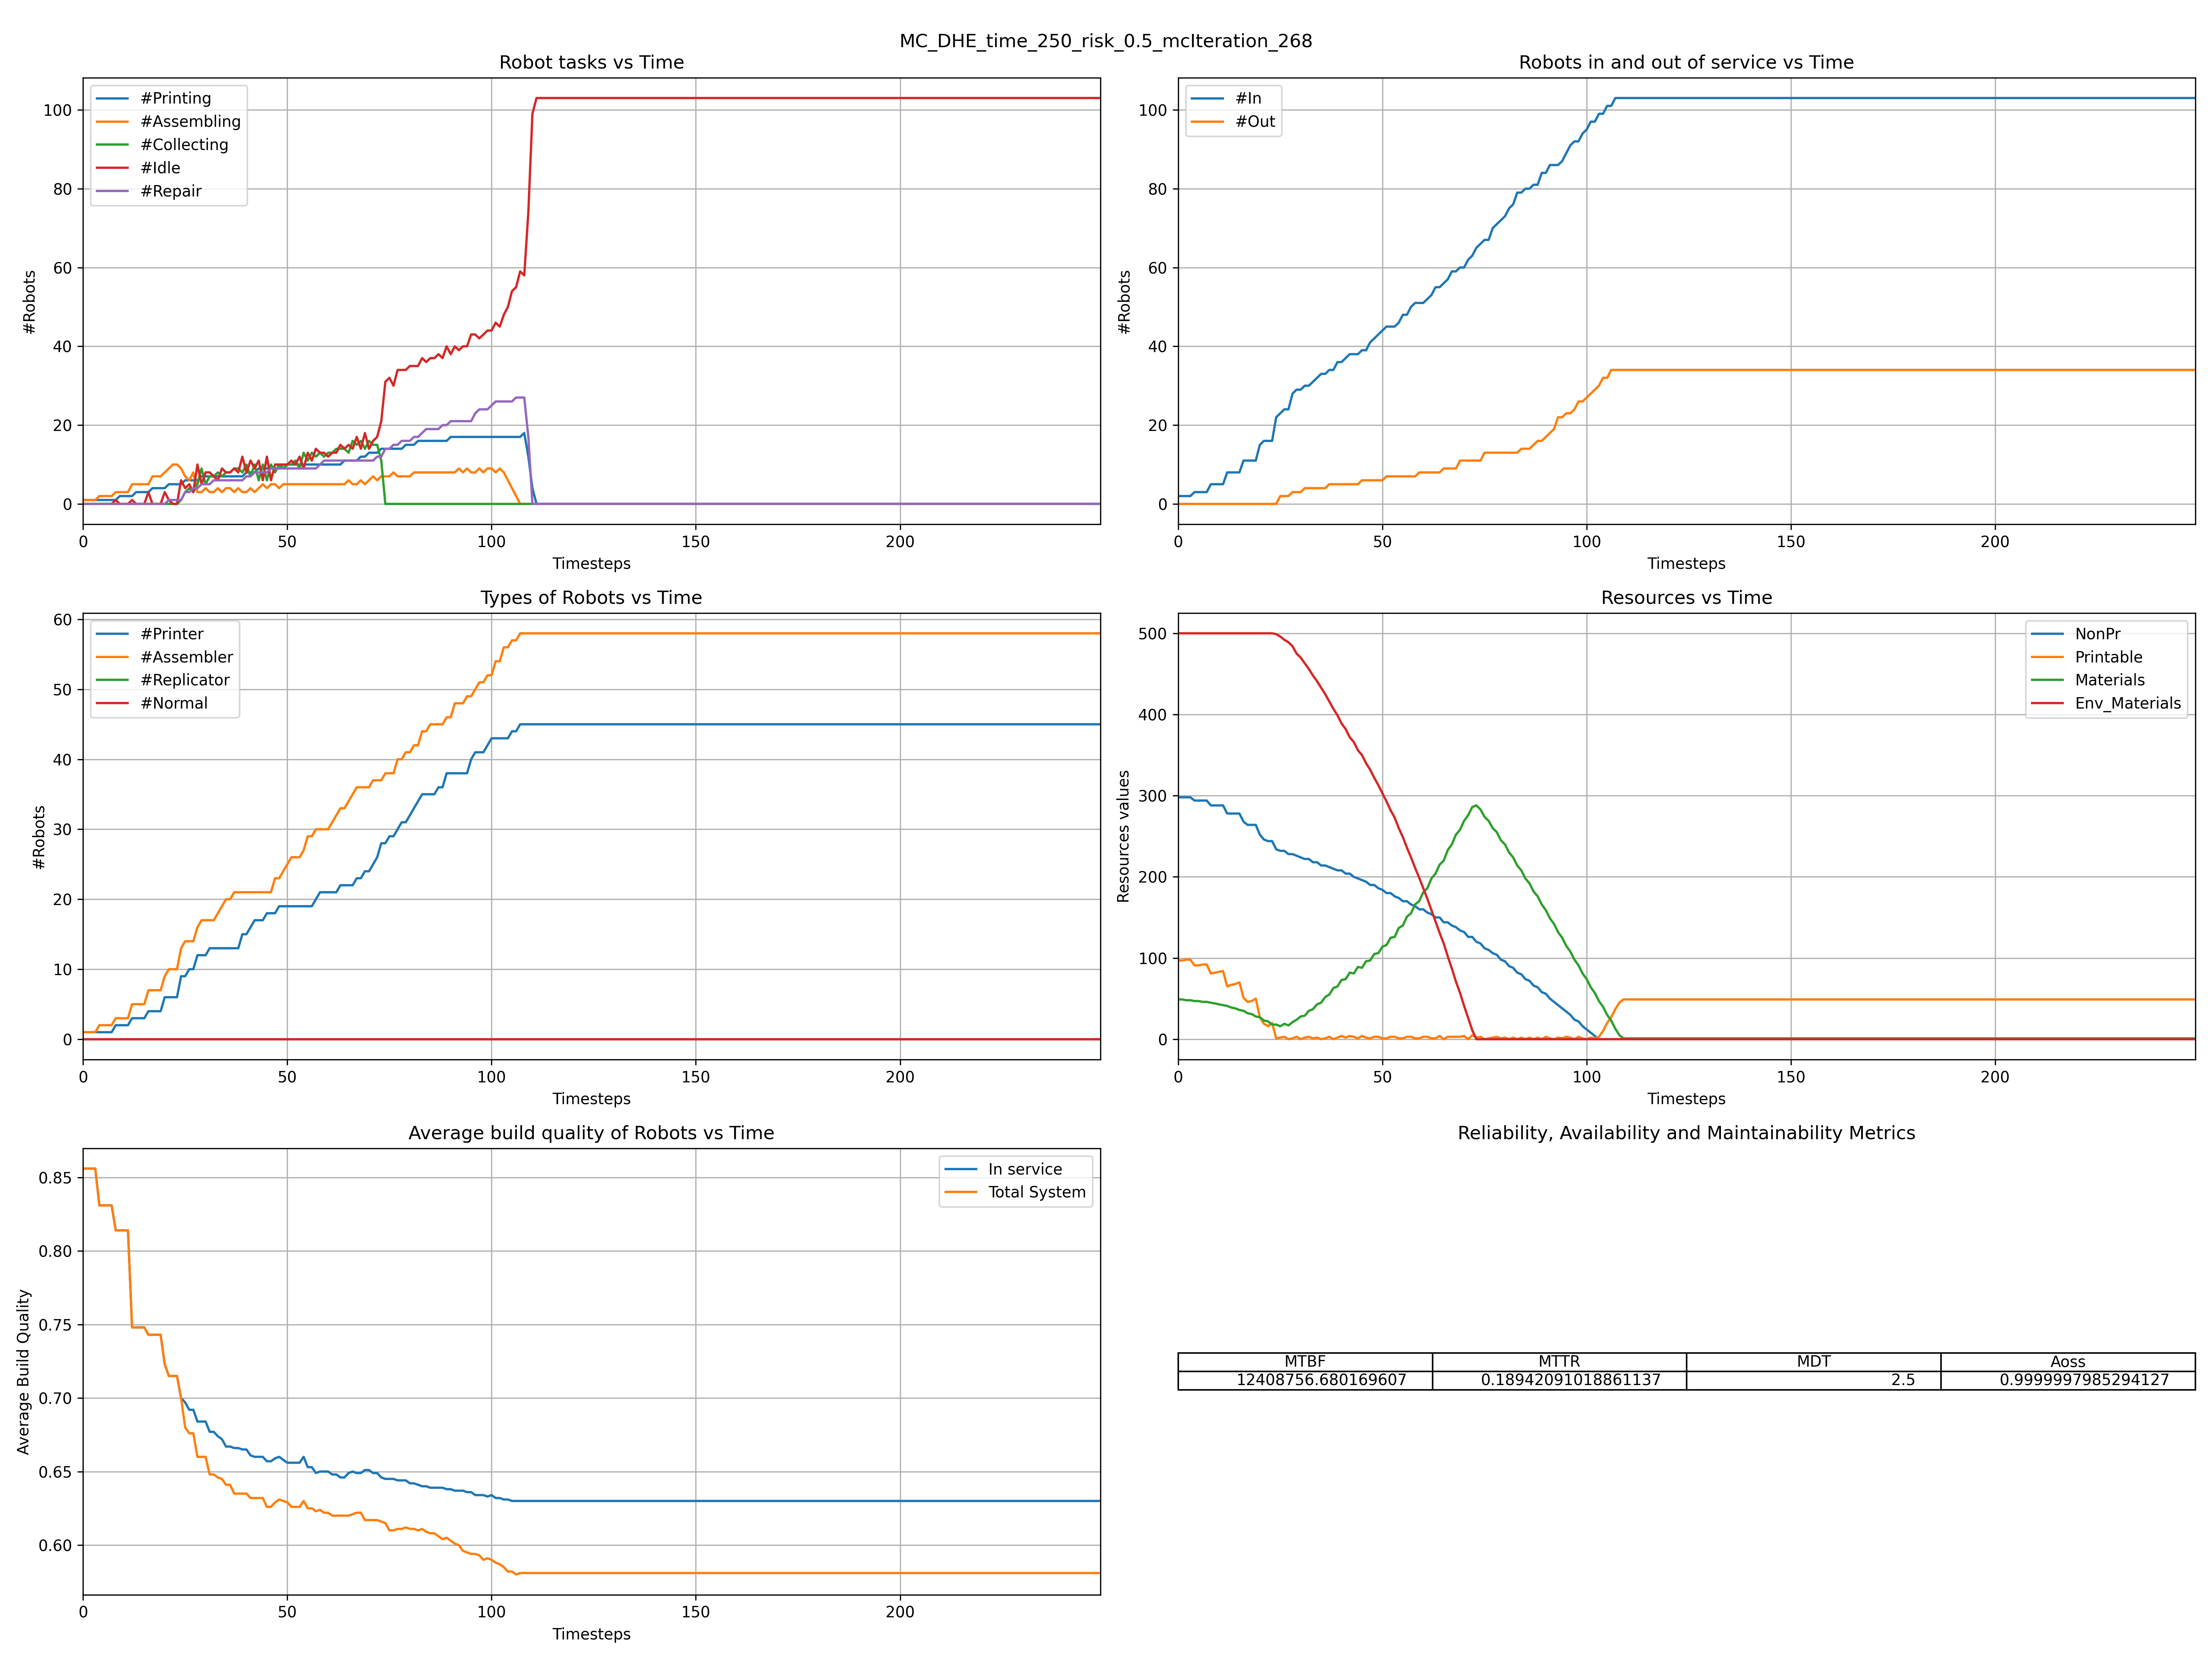 MC_DHE_time_250_risk_0.5_mcIteration_268
Robot tasks vs Time
#Printing
#Assembling
#Collecting
#Idle
#Repair
#Robots
100
80
60
40
20
0
0 50 100 150 200
Timesteps
Robots in and out of service vs Time
#In
#Out
#Robots
100
80
60
40
20
0
0 50 100 150 200
Timesteps
Types of Robots vs Time
#Printer
#Assembler
#Replicator
#Normal
#Robots
60
50
40
30
20
10
0
0 50 100 150 200
Timesteps
Resources vs Time
NonPr
Printable
Materials
Env_Materials
Resources values
500
400
300
200
100
0
0 50 100 150 200
Timesteps
Average build quality of Robots vs Time
In service
Total System
Average Build Quality
0.85
0.80
0.75
0.70
0.65
0.60
0 50 100 150 200
Timesteps
Reliability, Availability and Maintainability Metrics
MTBF MTTR MDT Aoss
12408756.680169607 0.18942091018861137 2.5 0.9999997985294127